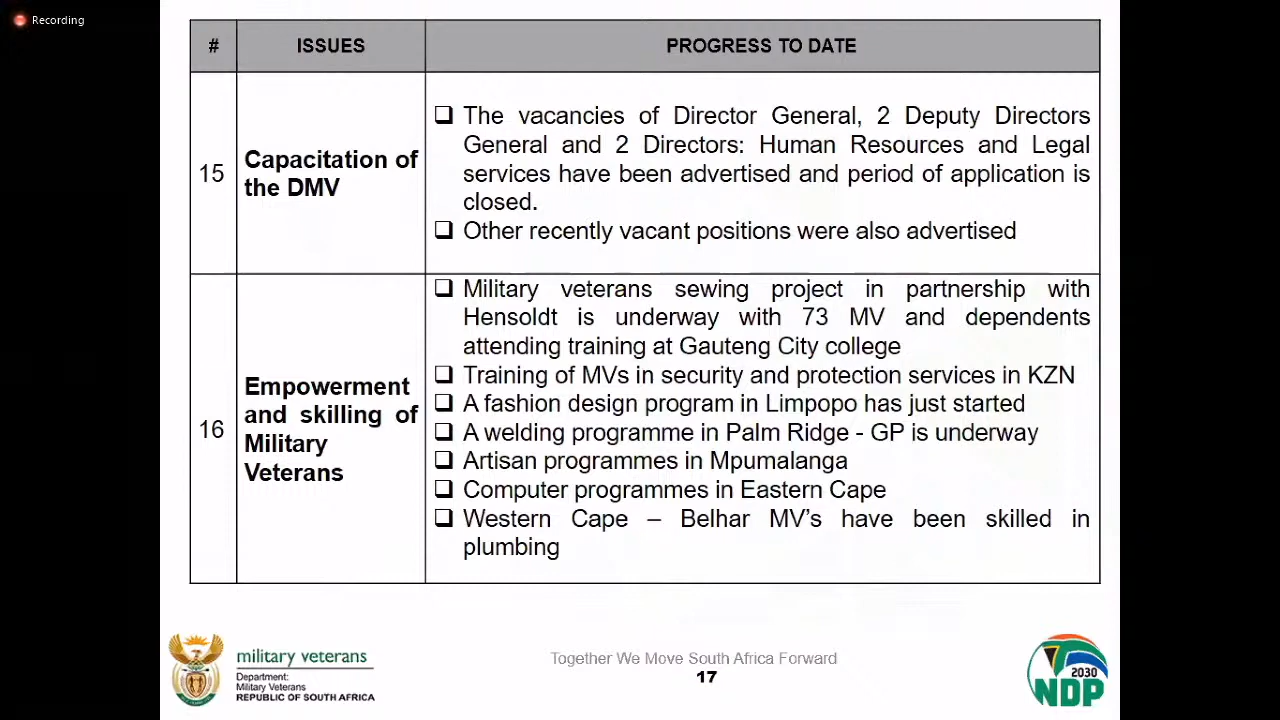 Recording
# ISSUES PROGRESS TO DATE
15
Capacitation of
the DMV
❑ The vacancies of Director General, 2 Deputy Directors
General and 2 Directors: Human Resources and Legal
services have been advertised and period of application is
closed.
❑ Other recently vacant positions were also advertised
16
Empowerment
and skilling of
Military
Veterans
❑ Military veterans sewing project in partnership with
Hensoldt is underway with 73 MV and dependents
attending training at Gauteng City college
❑ Training of MVs in security and protection services in KZN
❑ A fashion design program in Limpopo has just started
❑ A welding programme in Palm Ridge - GP is underway
❑ Artisan programmes in Mpumalanga
❑ Computer programmes in Eastern Cape
❑ Western Cape – Belhar MV’s have been skilled in
plumbing
military veterans
Department:
Military Veterans
REPUBLIC OF SOUTH AFRICA
Together We Move South Africa Forward
17
2030
NDP